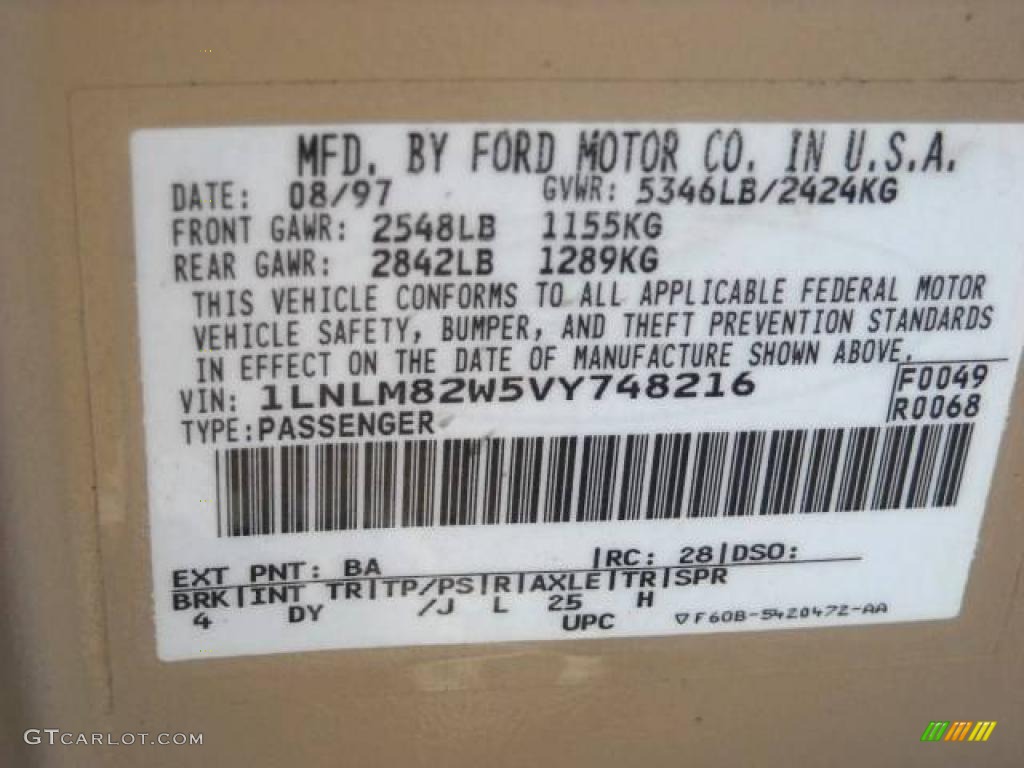 MFD. BY FORD MOTOR CO. IN U.S.A.
DATE: 08/97 GVWR: 5346LB/2424KG
FRONT GAWR: 2548LB 1155KG
REAR GAWR: 2842LB 1289KG
THIS VEHICLE CONFORMS TO ALL APPLICABLE FEDERAL MOTOR
VEHICLE SAFETY, BUMPER, AND THEFT PREVENTION STANDARDS
IN EFFECT ON THE DATE OF MANUFACTURE SHOWN ABOVE.
VIN: 1LNLM82W5VY748216 F0049
TYPE: PASSENGER R0068
EXT PNT: BA |RC: 28|DSO:
BRK|INT TR|TP/PS|R|AXLE|TR|SPR
4 DY /J L 25 H
UPC ▽F60B-5420472-AA
GTCARLOT.COM